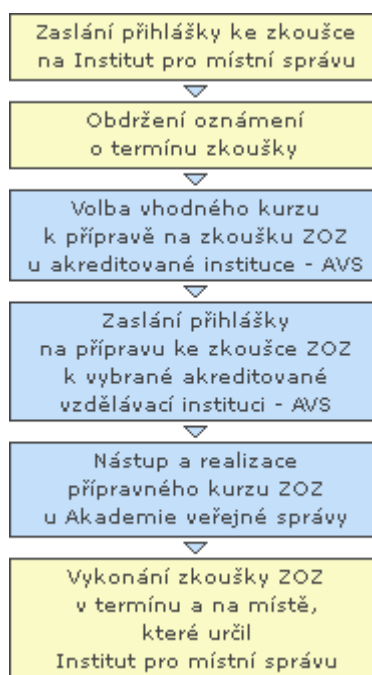 Zaslání přihlášky ke zkoušce
na Institut pro místní správu
Obdržení oznámení
o termínu zkoušky
Volba vhodného kurzu
k přípravě na zkoušku ZOZ
u akreditované instituce - AVS
Zaslání přihlášky
na přípravu ke zkoušce ZOZ
k vybrané akreditované
vzdělávací instituci - AVS
Nástup a realizace
přípravného kurzu ZOZ
u Akademie veřejné správy
Vykonání zkoušky ZOZ
v termínu a na místě,
které určil
Institut pro místní správu